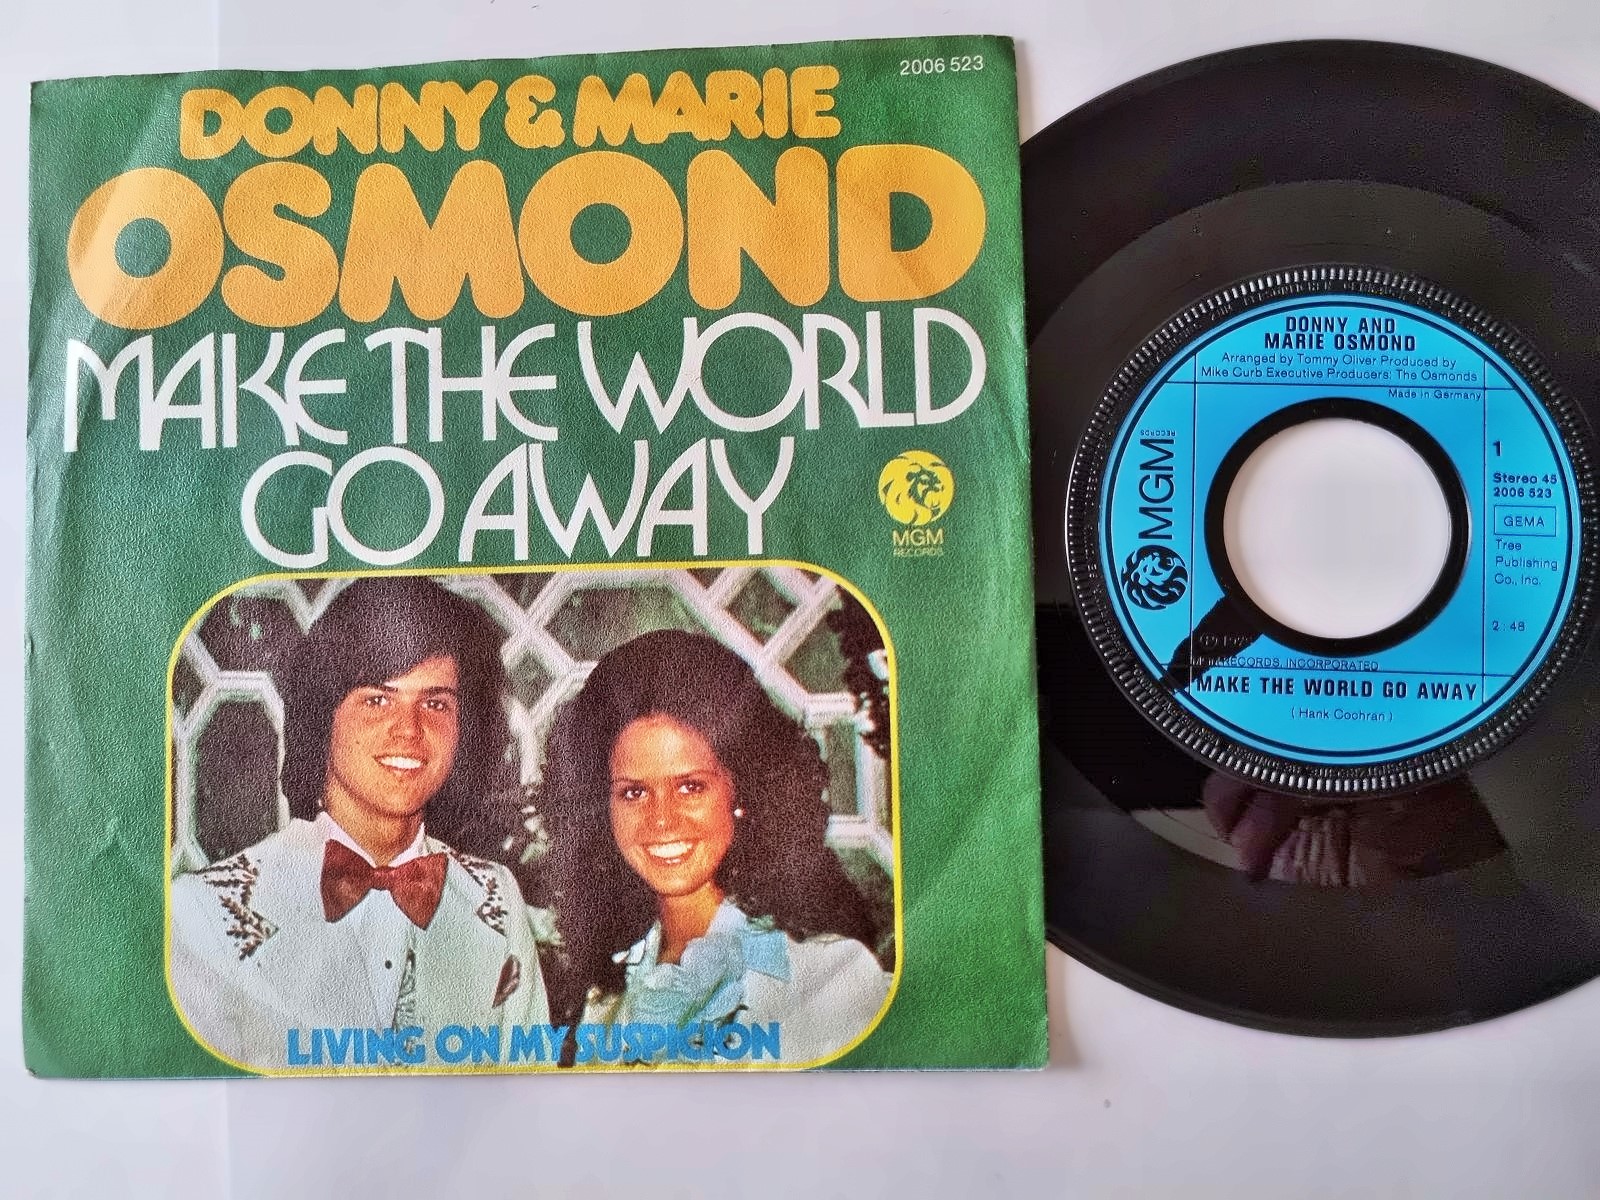 2006 523
DONNY & MARIE
OSMOND
MAKE THE WORLD
GO AWAY
MGM
RECORDS
LIVING ON MY SUSPICION
DONNY AND
MARIE OSMOND
Arranged by Tommy Oliver Produced by
Mike Curb Executive Producers: The Osmonds
Made in Germany
MGM
RECORDS
1
Stereo 45
2006 523
GEMA
Tree
Publishing
Co., Inc.
2:48
MGM RECORDS, INCORPORATED
MAKE THE WORLD GO AWAY
(Hank Cochran)